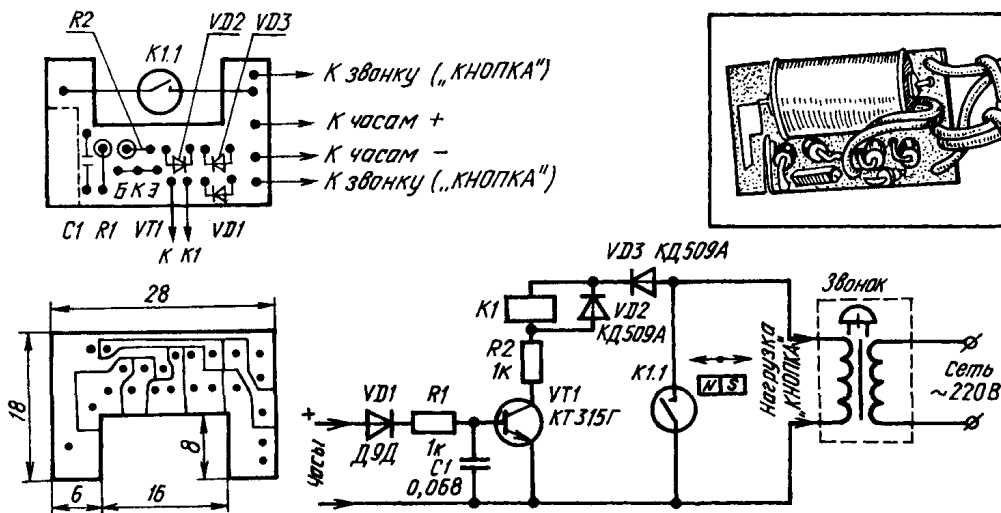 R2
VD2
VD3
K1.1
К звонку („КНОПКА")
К часам +
К часам −
К звонку („КНОПКА")
Б К Э
C1 R1 VT1 VD1
К К1
28
18
8
6
16
VD3 КД509А
K1
VD2
КД509А
R2
1к
VT1
КТ315Г
VD1
Д9Д
R1
1к
C1
0,068
+
−
Часы
K1.1
N S
Нагрузка
„КНОПКА"
Звонок
Сеть
~220В